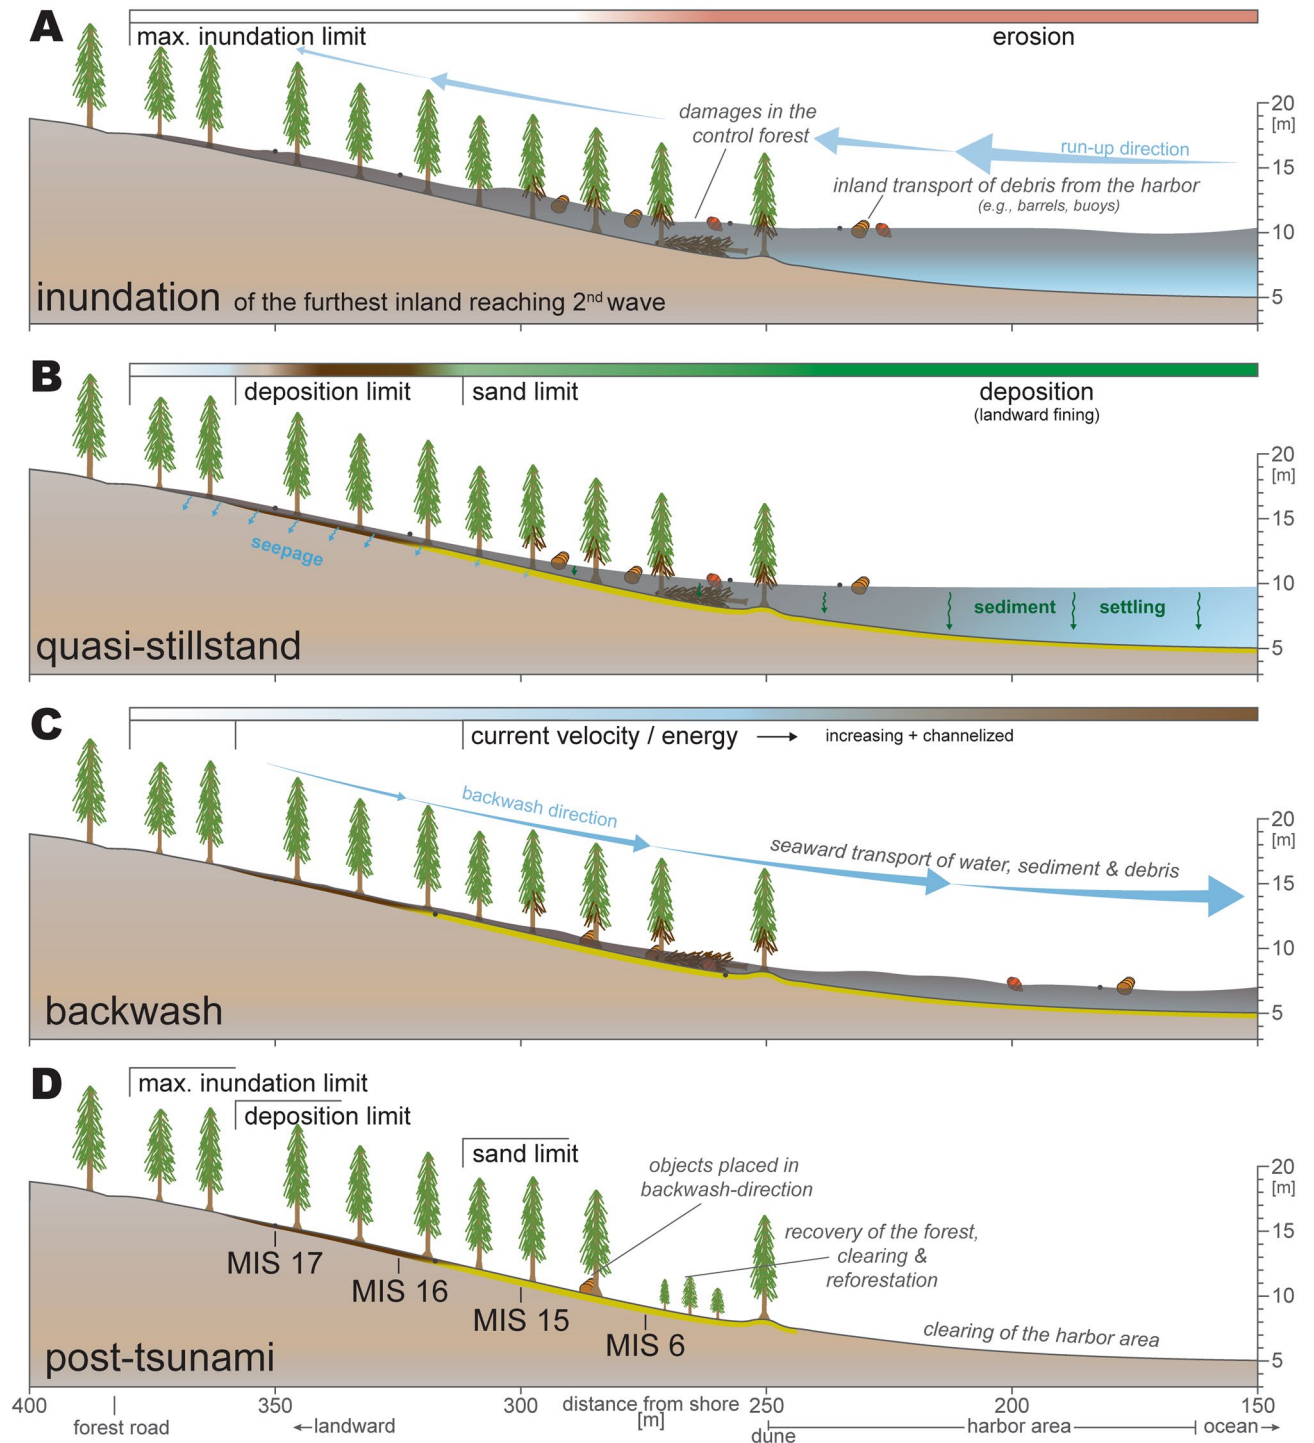 A
max. inundation limit
erosion
damages in the
control forest
run-up direction
inland transport of debris from the harbor
(e.g., barrels, buoys)
20
[m]
15
10
5
inundation of the furthest inland reaching 2nd wave
B
deposition limit
sand limit
deposition
(landward fining)
20
[m]
15
10
5
seepage
sediment settling
quasi-stillstand
C
current velocity / energy → increasing + channelized
backwash direction
seaward transport of water, sediment & debris
20
[m]
15
10
5
backwash
D
max. inundation limit
deposition limit
sand limit
objects placed in
backwash-direction
recovery of the forest,
clearing &
reforestation
20
[m]
15
10
5
MIS 17
MIS 16
MIS 15
MIS 6
clearing of the harbor area
post-tsunami
400
350
300
distance from shore
[m]
250
200
150
forest road
←landward
dune
harbor area
ocean→